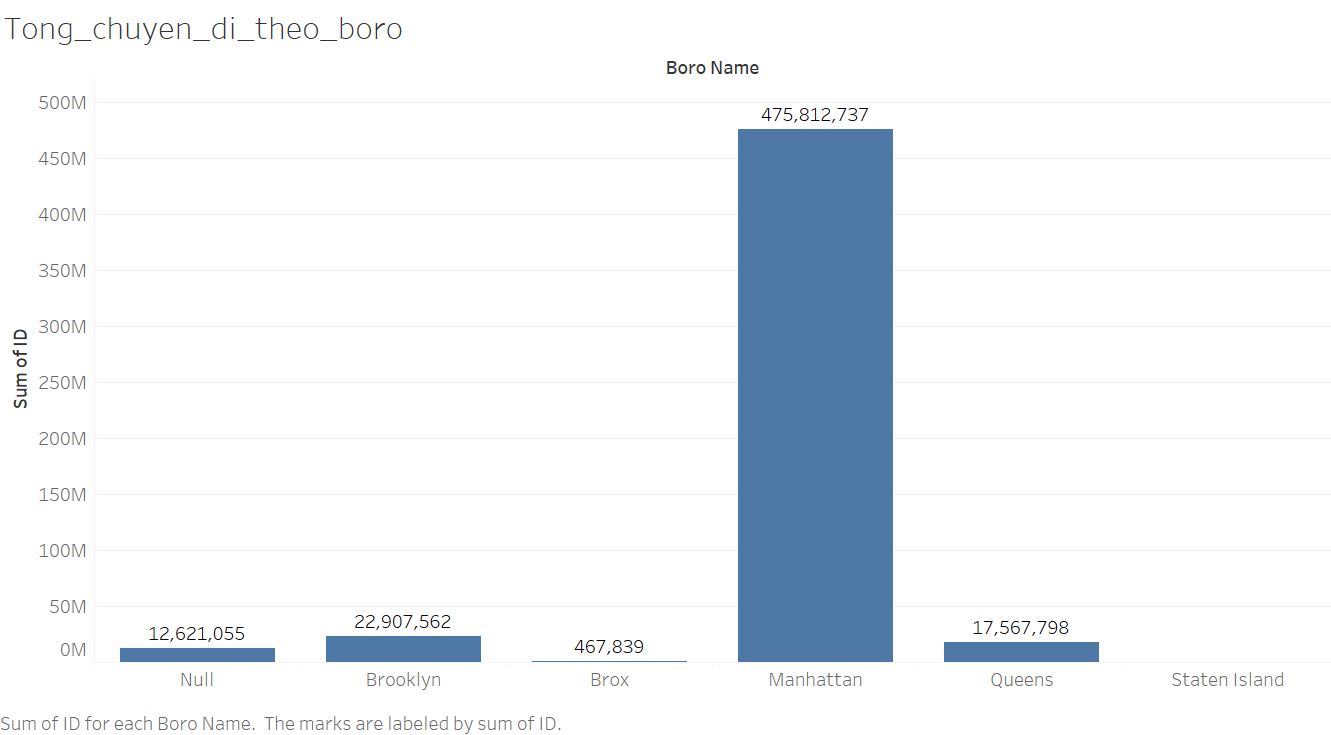 Tong_chuyen_di_theo_boro
Boro Name
500M
450M
400M
350M
300M
250M
200M
150M
100M
50M
0M
Sum of ID
475,812,737
12,621,055
22,907,562
467,839
17,567,798
Null
Brooklyn
Brox
Manhattan
Queens
Staten Island
Sum of ID for each Boro Name.  The marks are labeled by sum of ID.